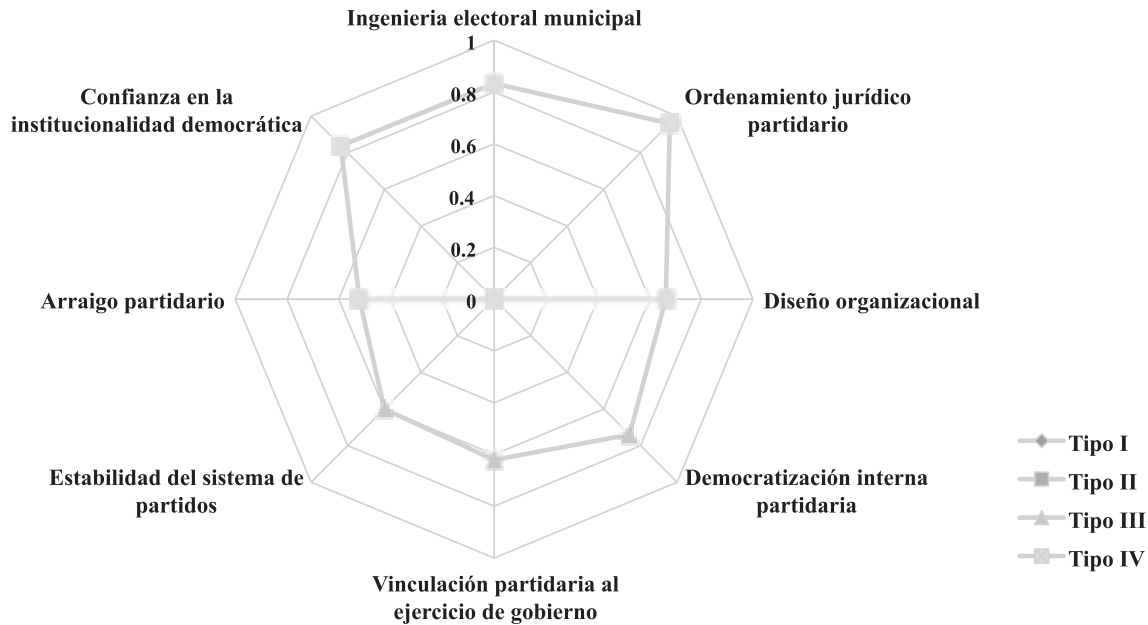 Ingenieria electoral municipal
1
Confianza en la
institucionalidad democrática
0.8
Ordenamiento jurídico
partidario
0.6
0.4
0.2
Arraigo partidario
0
Diseño organizacional
Estabilidad del sistema de
partidos
Democratización interna
partidaria
Vinculación partidaria al
ejercicio de gobierno
Tipo I
Tipo II
Tipo III
Tipo IV